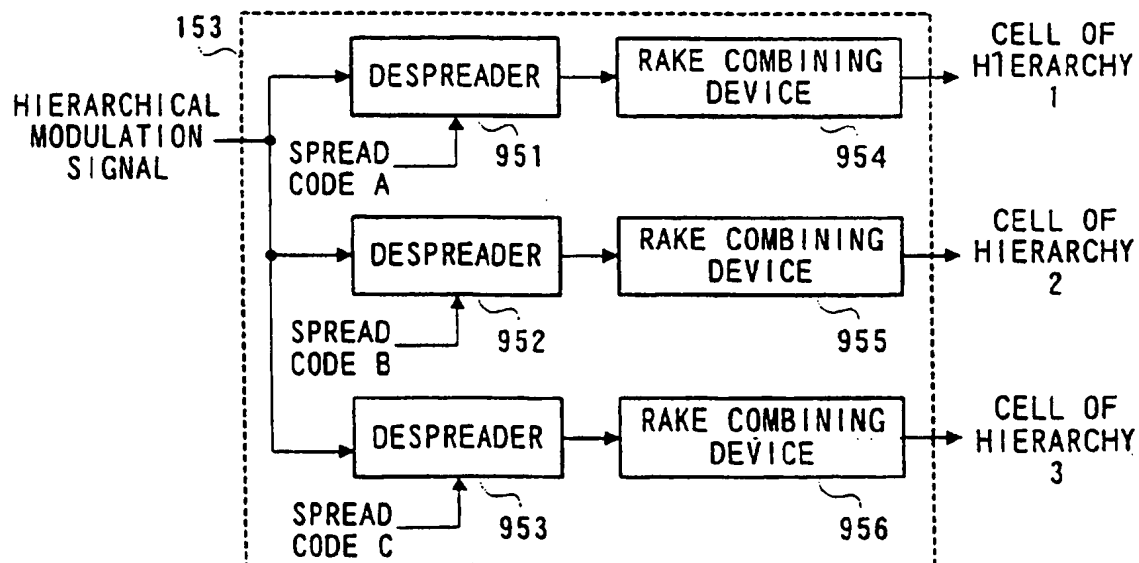 153
HIERARCHICAL
MODULATION
SIGNAL
DESPREADER
951
SPREAD
CODE A
RAKE COMBINING
DEVICE
954
CELL OF
HIERARCHY
1
DESPREADER
952
SPREAD
CODE B
RAKE COMBINING
DEVICE
955
CELL OF
HIERARCHY
2
DESPREADER
953
SPREAD
CODE C
RAKE COMBINING
DEVICE
956
CELL OF
HIERARCHY
3